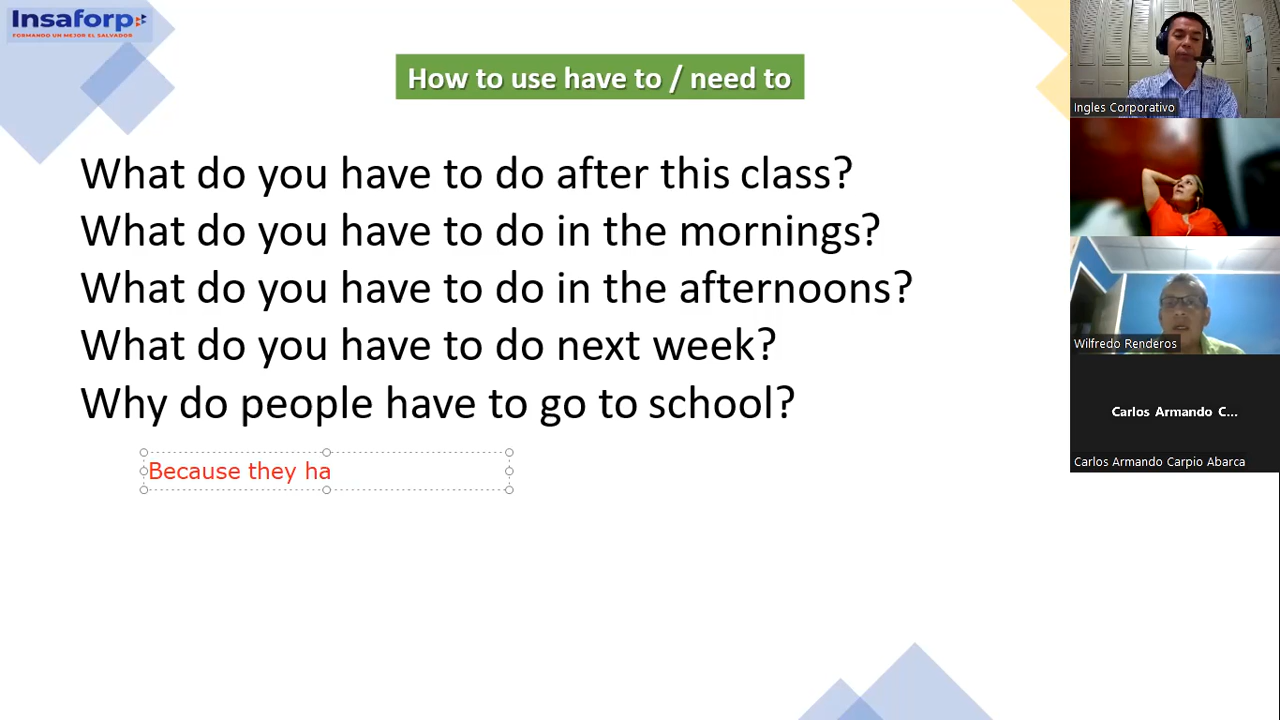 Insaforp
FORMANDO UN MEJOR EL SALVADOR
How to use have to / need to
What do you have to do after this class?
What do you have to do in the mornings?
What do you have to do in the afternoons?
What do you have to do next week?
Why do people have to go to school?
Because they ha
Ingles Corporativo
Wilfredo Renderos
Carlos Armando C...
Carlos Armando Carpio Abarca